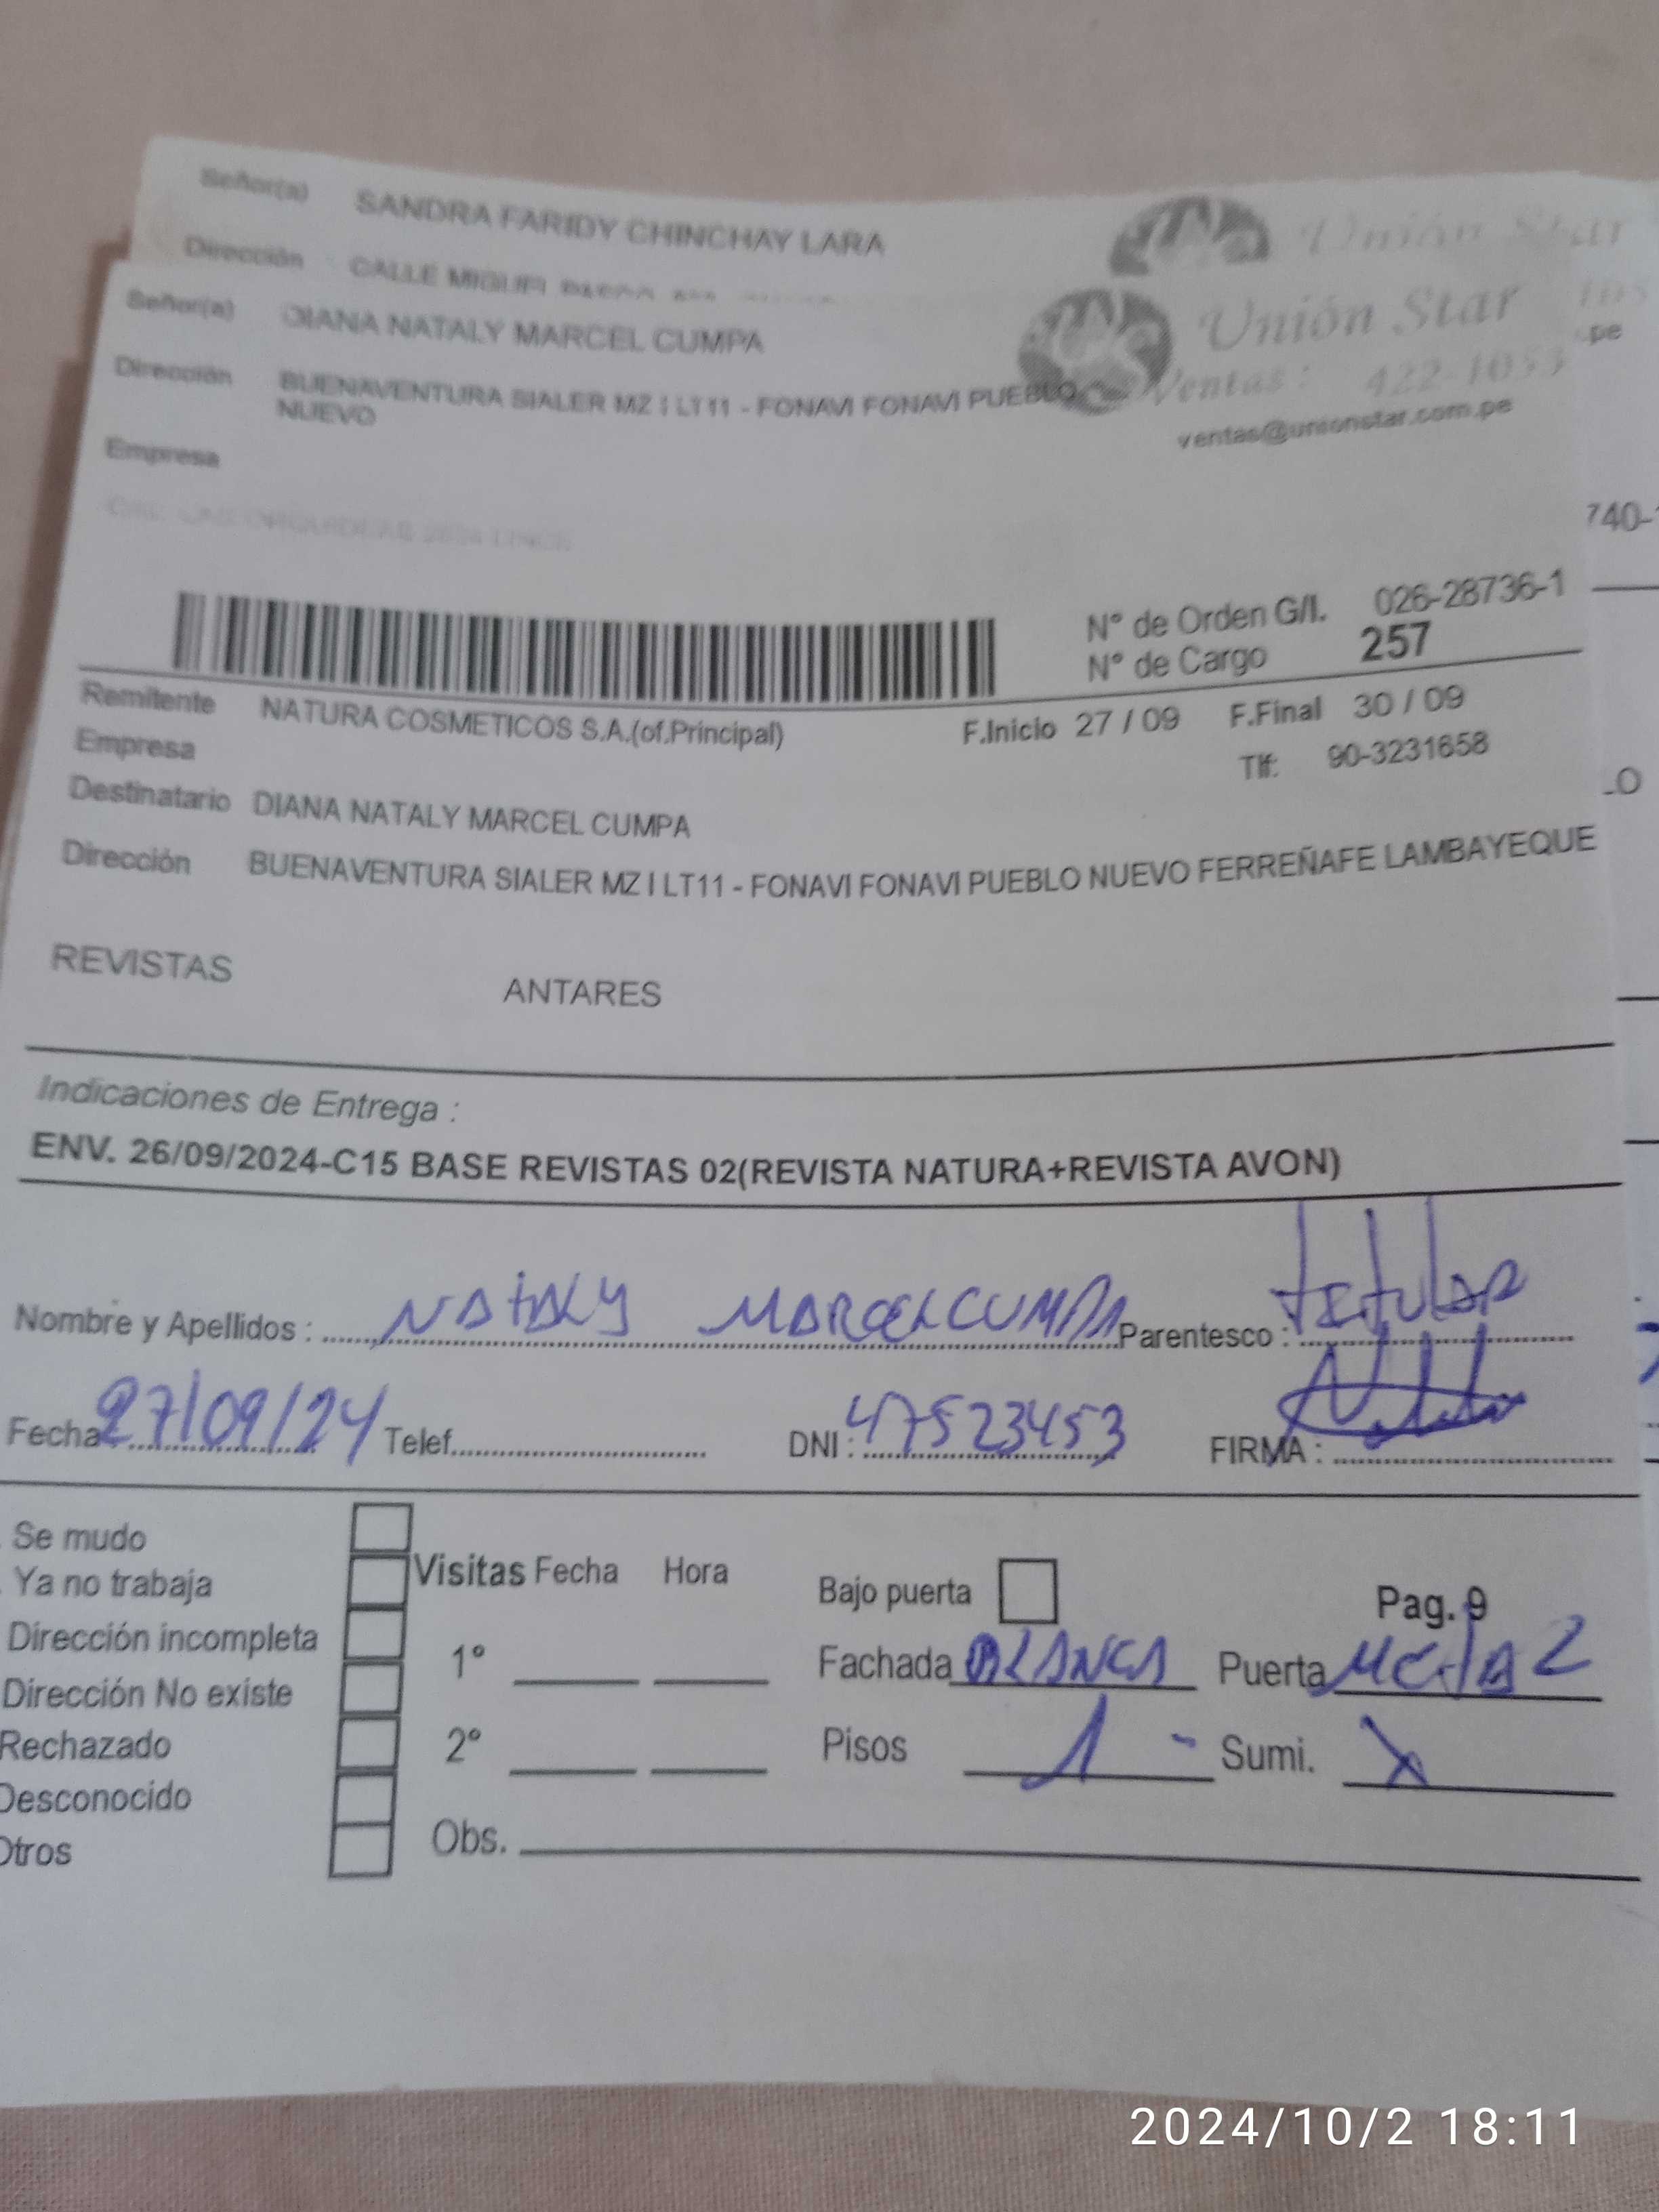 Señor(a) SANDRA FARIDY CHINCHAY LARA
Unión Star
Dirección CALLE MIGUEL
Señor(a) DIANA NATALY MARCEL CUMPA
Unión Star
Dirección BUENAVENTURA SIALER MZ I LT11 - FONAVI FONAVI PUEBLO
NUEVO
Ventas: 422-1053
pe
ventas@unionstar.com.pe
Empresa
740-
N° de Orden G/I. 026-28736-1
N° de Cargo 257
Remitente NATURA COSMETICOS S.A.(of.Principal) F.Inicio 27 / 09 F.Final 30 / 09
Empresa
Tlf: 90-3231658
Destinatario DIANA NATALY MARCEL CUMPA
Dirección BUENAVENTURA SIALER MZ I LT11 - FONAVI FONAVI PUEBLO NUEVO FERREÑAFE LAMBAYEQUE
REVISTAS ANTARES
Indicaciones de Entrega :
ENV. 26/09/2024-C15 BASE REVISTAS 02(REVISTA NATURA+REVISTA AVON)
Nombre y Apellidos : NATALY MARCEL CUMPA Parentesco : titular
Fecha 27/09/24 Telef. DNI : 47523453 FIRMA :
Se mudo
Ya no trabaja
Visitas Fecha Hora
Bajo puerta
Pag. 9
Dirección incompleta
1°
Fachada BLANCA Puerta METAL
Dirección No existe
Rechazado
2°
Pisos 1 - Sumi. X
Desconocido
Otros
Obs.
2024/10/2 18:11